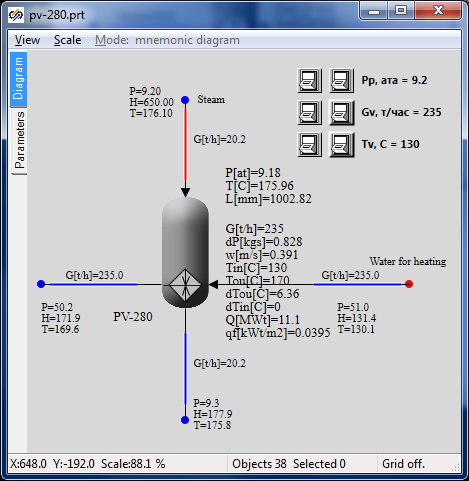 pv-280.prt
View Scale Mode: mnemonic diagram
Diagram
Parameters
P=9.20
H=650.00
T=176.10
Steam
G[t/h]=20.2
Pp, ата = 9.2
Gv, т/час = 235
Tv, C = 130
P[at]=9.18
T[C]=175.96
L[mm]=1002.82
G[t/h]=235
dP[kgs]=0.828
w[m/s]=0.391
Tin[C]=130
Tou[C]=170
dTou[C]=6.36
dTin[C]=0
Q[MWt]=11.1
qf[kWt/m2]=0.0395
Water for heating
G[t/h]=235.0
G[t/h]=235.0
P=50.2
H=171.9
T=169.6
PV-280
P=51.0
H=131.4
T=130.1
G[t/h]=20.2
P=9.3
H=177.9
T=175.8
X:648.0 Y:-192.0 Scale:88.1 %
Objects 38 Selected 0
Grid off.